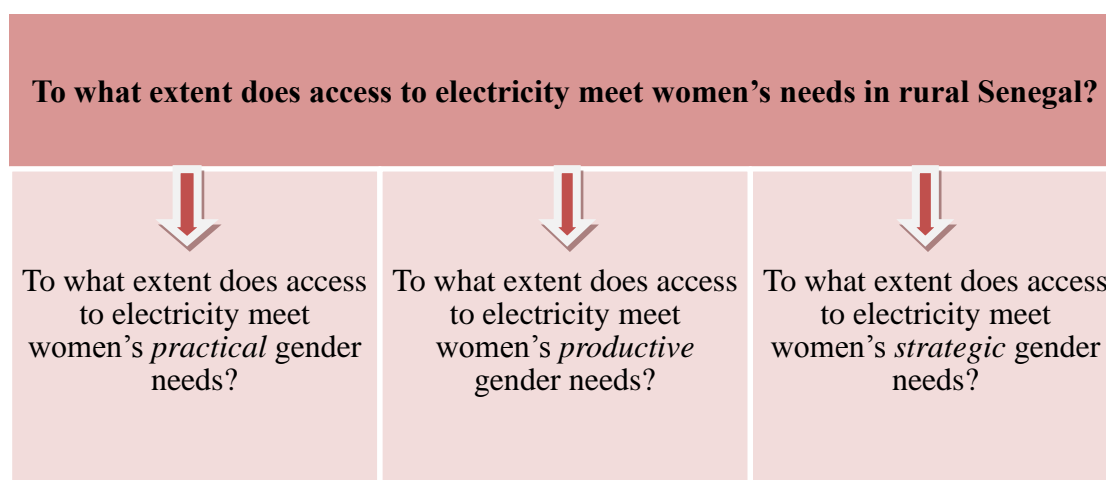 To what extent does access to electricity meet women’s needs in rural Senegal?
To what extent does access
to electricity meet
women’s practical gender
needs?
To what extent does access
to electricity meet
women’s productive
gender needs?
To what extent does access
to electricity meet
women’s strategic gender
needs?